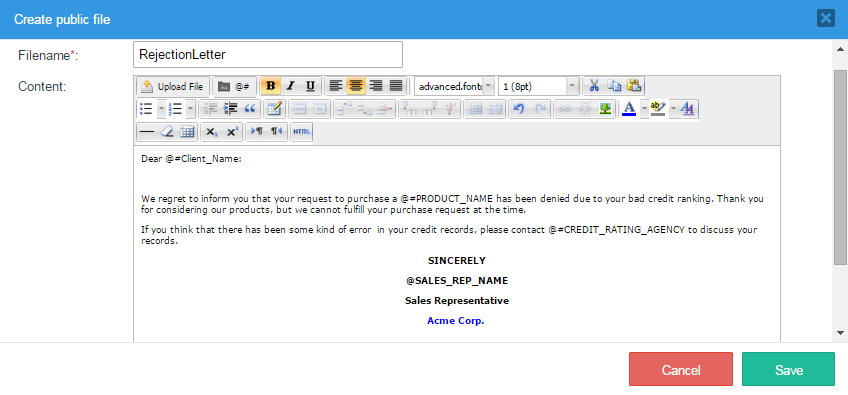 Create public file
Filename*:
RejectionLetter
Content:
Upload File @# B I U advanced.font 1 (8pt)
A ab
X₂ X² HTML
Dear @#Client_Name:
We regret to inform you that your request to purchase a @#PRODUCT_NAME has been denied due to your bad credit ranking. Thank you
for considering our products, but we cannot fulfill your purchase request at the time.
If you think that there has been some kind of error  in your credit records, please contact @#CREDIT_RATING_AGENCY to discuss your
records.
SINCERELY
@SALES_REP_NAME
Sales Representative
Acme Corp.
Cancel Save